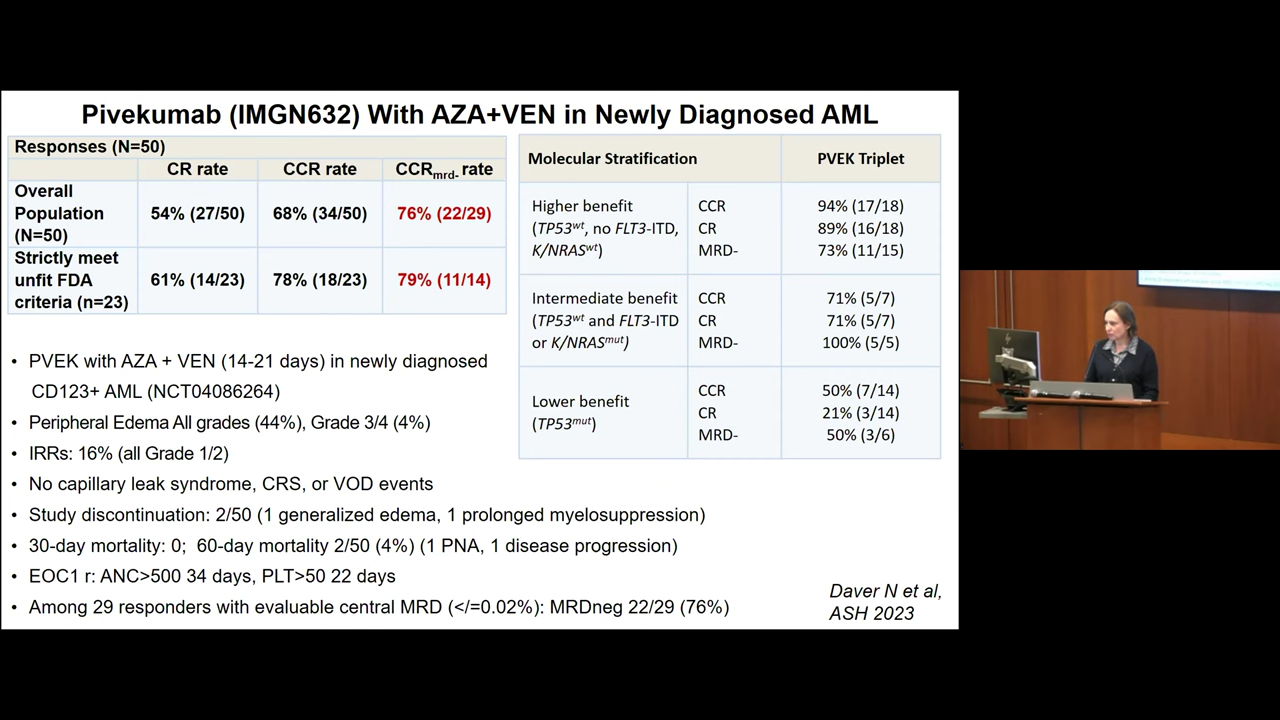 Pivekumab (IMGN632) With AZA+VEN in Newly Diagnosed AML
Responses (N=50)
CR rate CCR rate CCRmrd- rate
Overall
Population
(N=50)
54% (27/50) 68% (34/50) 76% (22/29)
Strictly meet
unfit FDA
criteria (n=23)
61% (14/23) 78% (18/23) 79% (11/14)
Molecular Stratification PVEK Triplet
Higher benefit
(TP53wt, no FLT3-ITD,
K/NRASwt)
CCR 94% (17/18)
CR 89% (16/18)
MRD- 73% (11/15)
Intermediate benefit
(TP53wt and FLT3-ITD
or K/NRASmut)
CCR 71% (5/7)
CR 71% (5/7)
MRD- 100% (5/5)
Lower benefit
(TP53mut)
CCR 50% (7/14)
CR 21% (3/14)
MRD- 50% (3/6)
• PVEK with AZA + VEN (14-21 days) in newly diagnosed
CD123+ AML (NCT04086264)
• Peripheral Edema All grades (44%), Grade 3/4 (4%)
• IRRs: 16% (all Grade 1/2)
• No capillary leak syndrome, CRS, or VOD events
• Study discontinuation: 2/50 (1 generalized edema, 1 prolonged myelosuppression)
• 30-day mortality: 0; 60-day mortality 2/50 (4%) (1 PNA, 1 disease progression)
• EOC1 r: ANC>500 34 days, PLT>50 22 days
• Among 29 responders with evaluable central MRD (</=0.02%): MRDneg 22/29 (76%)
Daver N et al,
ASH 2023